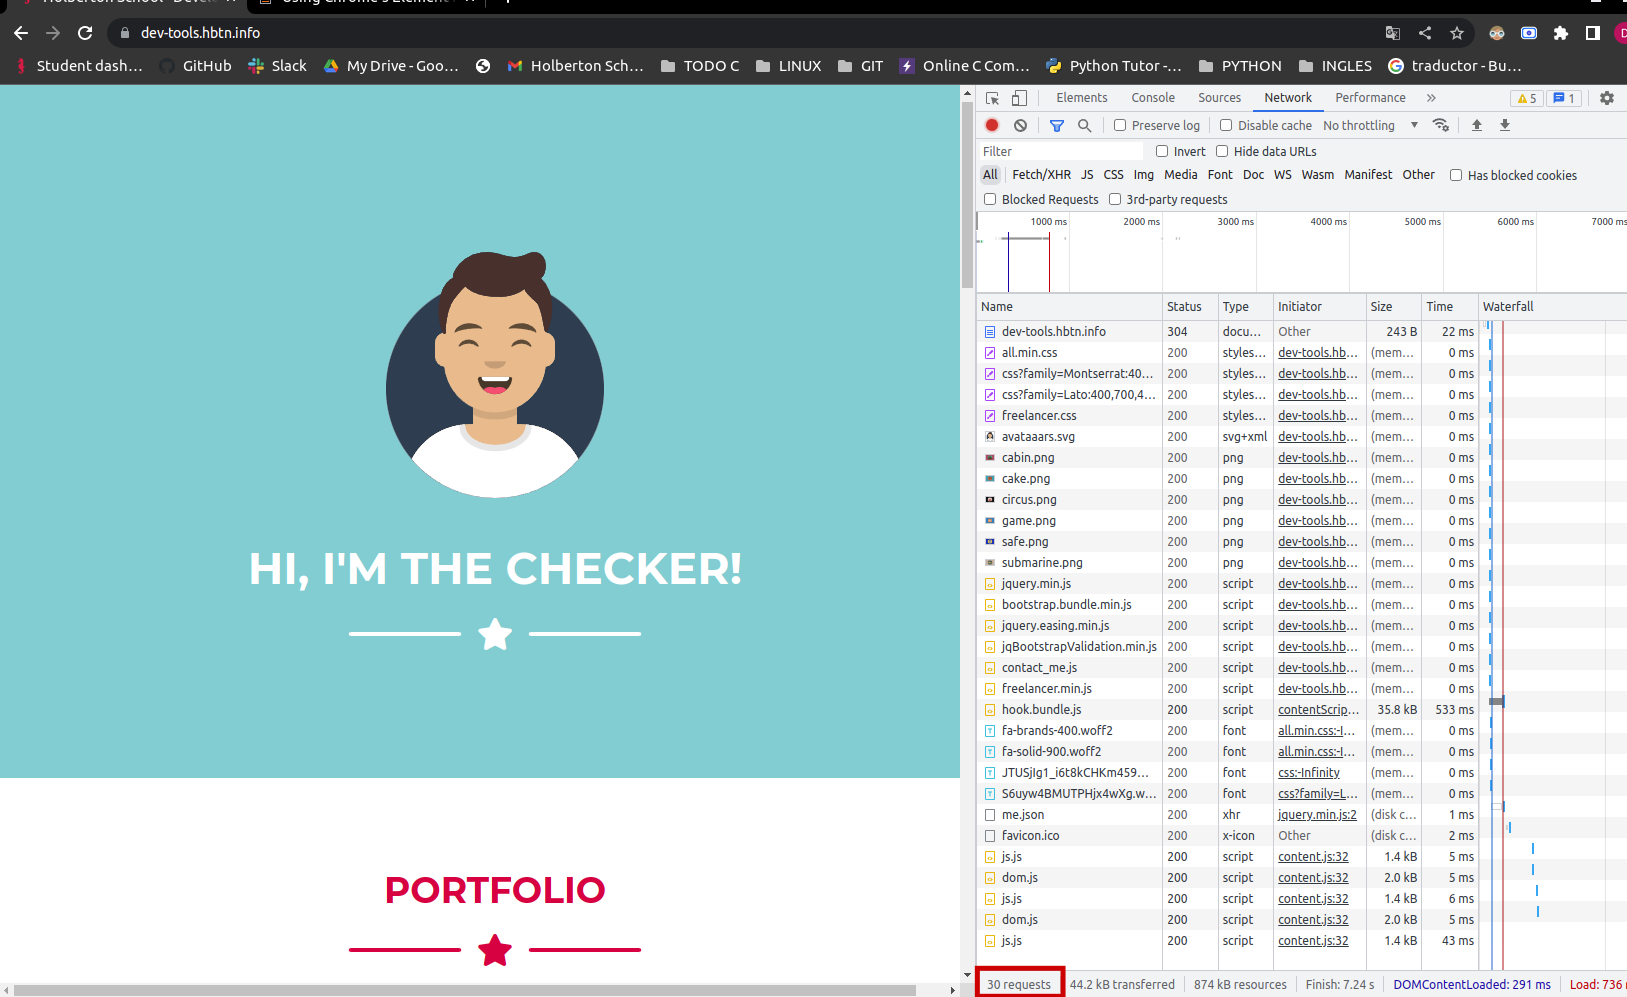 Holberton School - Devel
Using Chrome's Element
dev-tools.hbtn.info
Student dash... GitHub Slack My Drive - Goo... Holberton Sch... TODO C LINUX GIT Online C Com... Python Tutor -... PYTHON INGLES traductor - Bu...
Elements Console Sources Network Performance » 5 1
Preserve log Disable cache No throttling
Filter Invert Hide data URLs
All Fetch/XHR JS CSS Img Media Font Doc WS Wasm Manifest Other Has blocked cookies
Blocked Requests 3rd-party requests
1000 ms 2000 ms 3000 ms 4000 ms 5000 ms 6000 ms 7000 ms
Name Status Type Initiator Size Time Waterfall
dev-tools.hbtn.info 304 docu... Other 243 B 22 ms
all.min.css 200 styles... dev-tools.hb... (mem... 0 ms
css?family=Montserrat:40... 200 styles... dev-tools.hb... (mem... 0 ms
css?family=Lato:400,700,4... 200 styles... dev-tools.hb... (mem... 0 ms
freelancer.css 200 styles... dev-tools.hb... (mem... 0 ms
avataaars.svg 200 svg+xml dev-tools.hb... (mem... 0 ms
cabin.png 200 png dev-tools.hb... (mem... 0 ms
cake.png 200 png dev-tools.hb... (mem... 0 ms
circus.png 200 png dev-tools.hb... (mem... 0 ms
game.png 200 png dev-tools.hb... (mem... 0 ms
safe.png 200 png dev-tools.hb... (mem... 0 ms
submarine.png 200 png dev-tools.hb... (mem... 0 ms
jquery.min.js 200 script dev-tools.hb... (mem... 0 ms
bootstrap.bundle.min.js 200 script dev-tools.hb... (mem... 0 ms
jquery.easing.min.js 200 script dev-tools.hb... (mem... 0 ms
jqBootstrapValidation.min.js 200 script dev-tools.hb... (mem... 0 ms
contact_me.js 200 script dev-tools.hb... (mem... 0 ms
freelancer.min.js 200 script dev-tools.hb... (mem... 0 ms
hook.bundle.js 200 script contentScrip... 35.8 kB 533 ms
fa-brands-400.woff2 200 font all.min.css:-I... (mem... 0 ms
fa-solid-900.woff2 200 font all.min.css:-I... (mem... 0 ms
JTUSjIg1_i6t8kCHKm459... 200 font css:-Infinity (mem... 0 ms
S6uyw4BMUTPHjx4wXg.w... 200 font css?family=L... (mem... 0 ms
me.json 200 xhr jquery.min.js:2 (disk c... 1 ms
favicon.ico 200 x-icon Other (disk c... 2 ms
js.js 200 script content.js:32 1.4 kB 5 ms
dom.js 200 script content.js:32 2.0 kB 5 ms
js.js 200 script content.js:32 1.4 kB 6 ms
dom.js 200 script content.js:32 2.0 kB 5 ms
js.js 200 script content.js:32 1.4 kB 43 ms
30 requests 44.2 kB transferred 874 kB resources Finish: 7.24 s DOMContentLoaded: 291 ms Load: 736
HI, I'M THE CHECKER!
PORTFOLIO